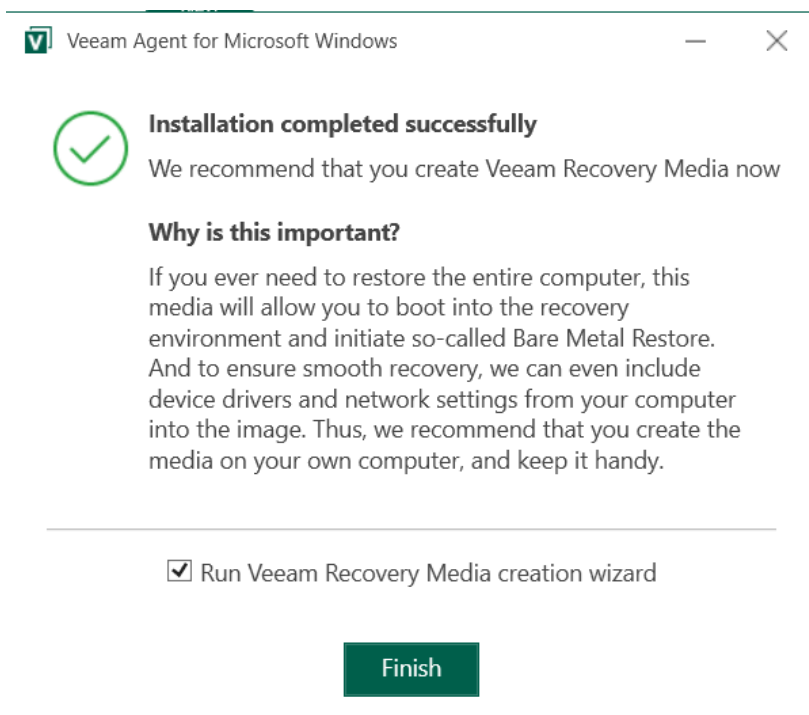 Veeam Agent for Microsoft Windows
Installation completed successfully
We recommend that you create Veeam Recovery Media now
Why is this important?
If you ever need to restore the entire computer, this
media will allow you to boot into the recovery
environment and initiate so-called Bare Metal Restore.
And to ensure smooth recovery, we can even include
device drivers and network settings from your computer
into the image. Thus, we recommend that you create the
media on your own computer, and keep it handy.
Run Veeam Recovery Media creation wizard
Finish